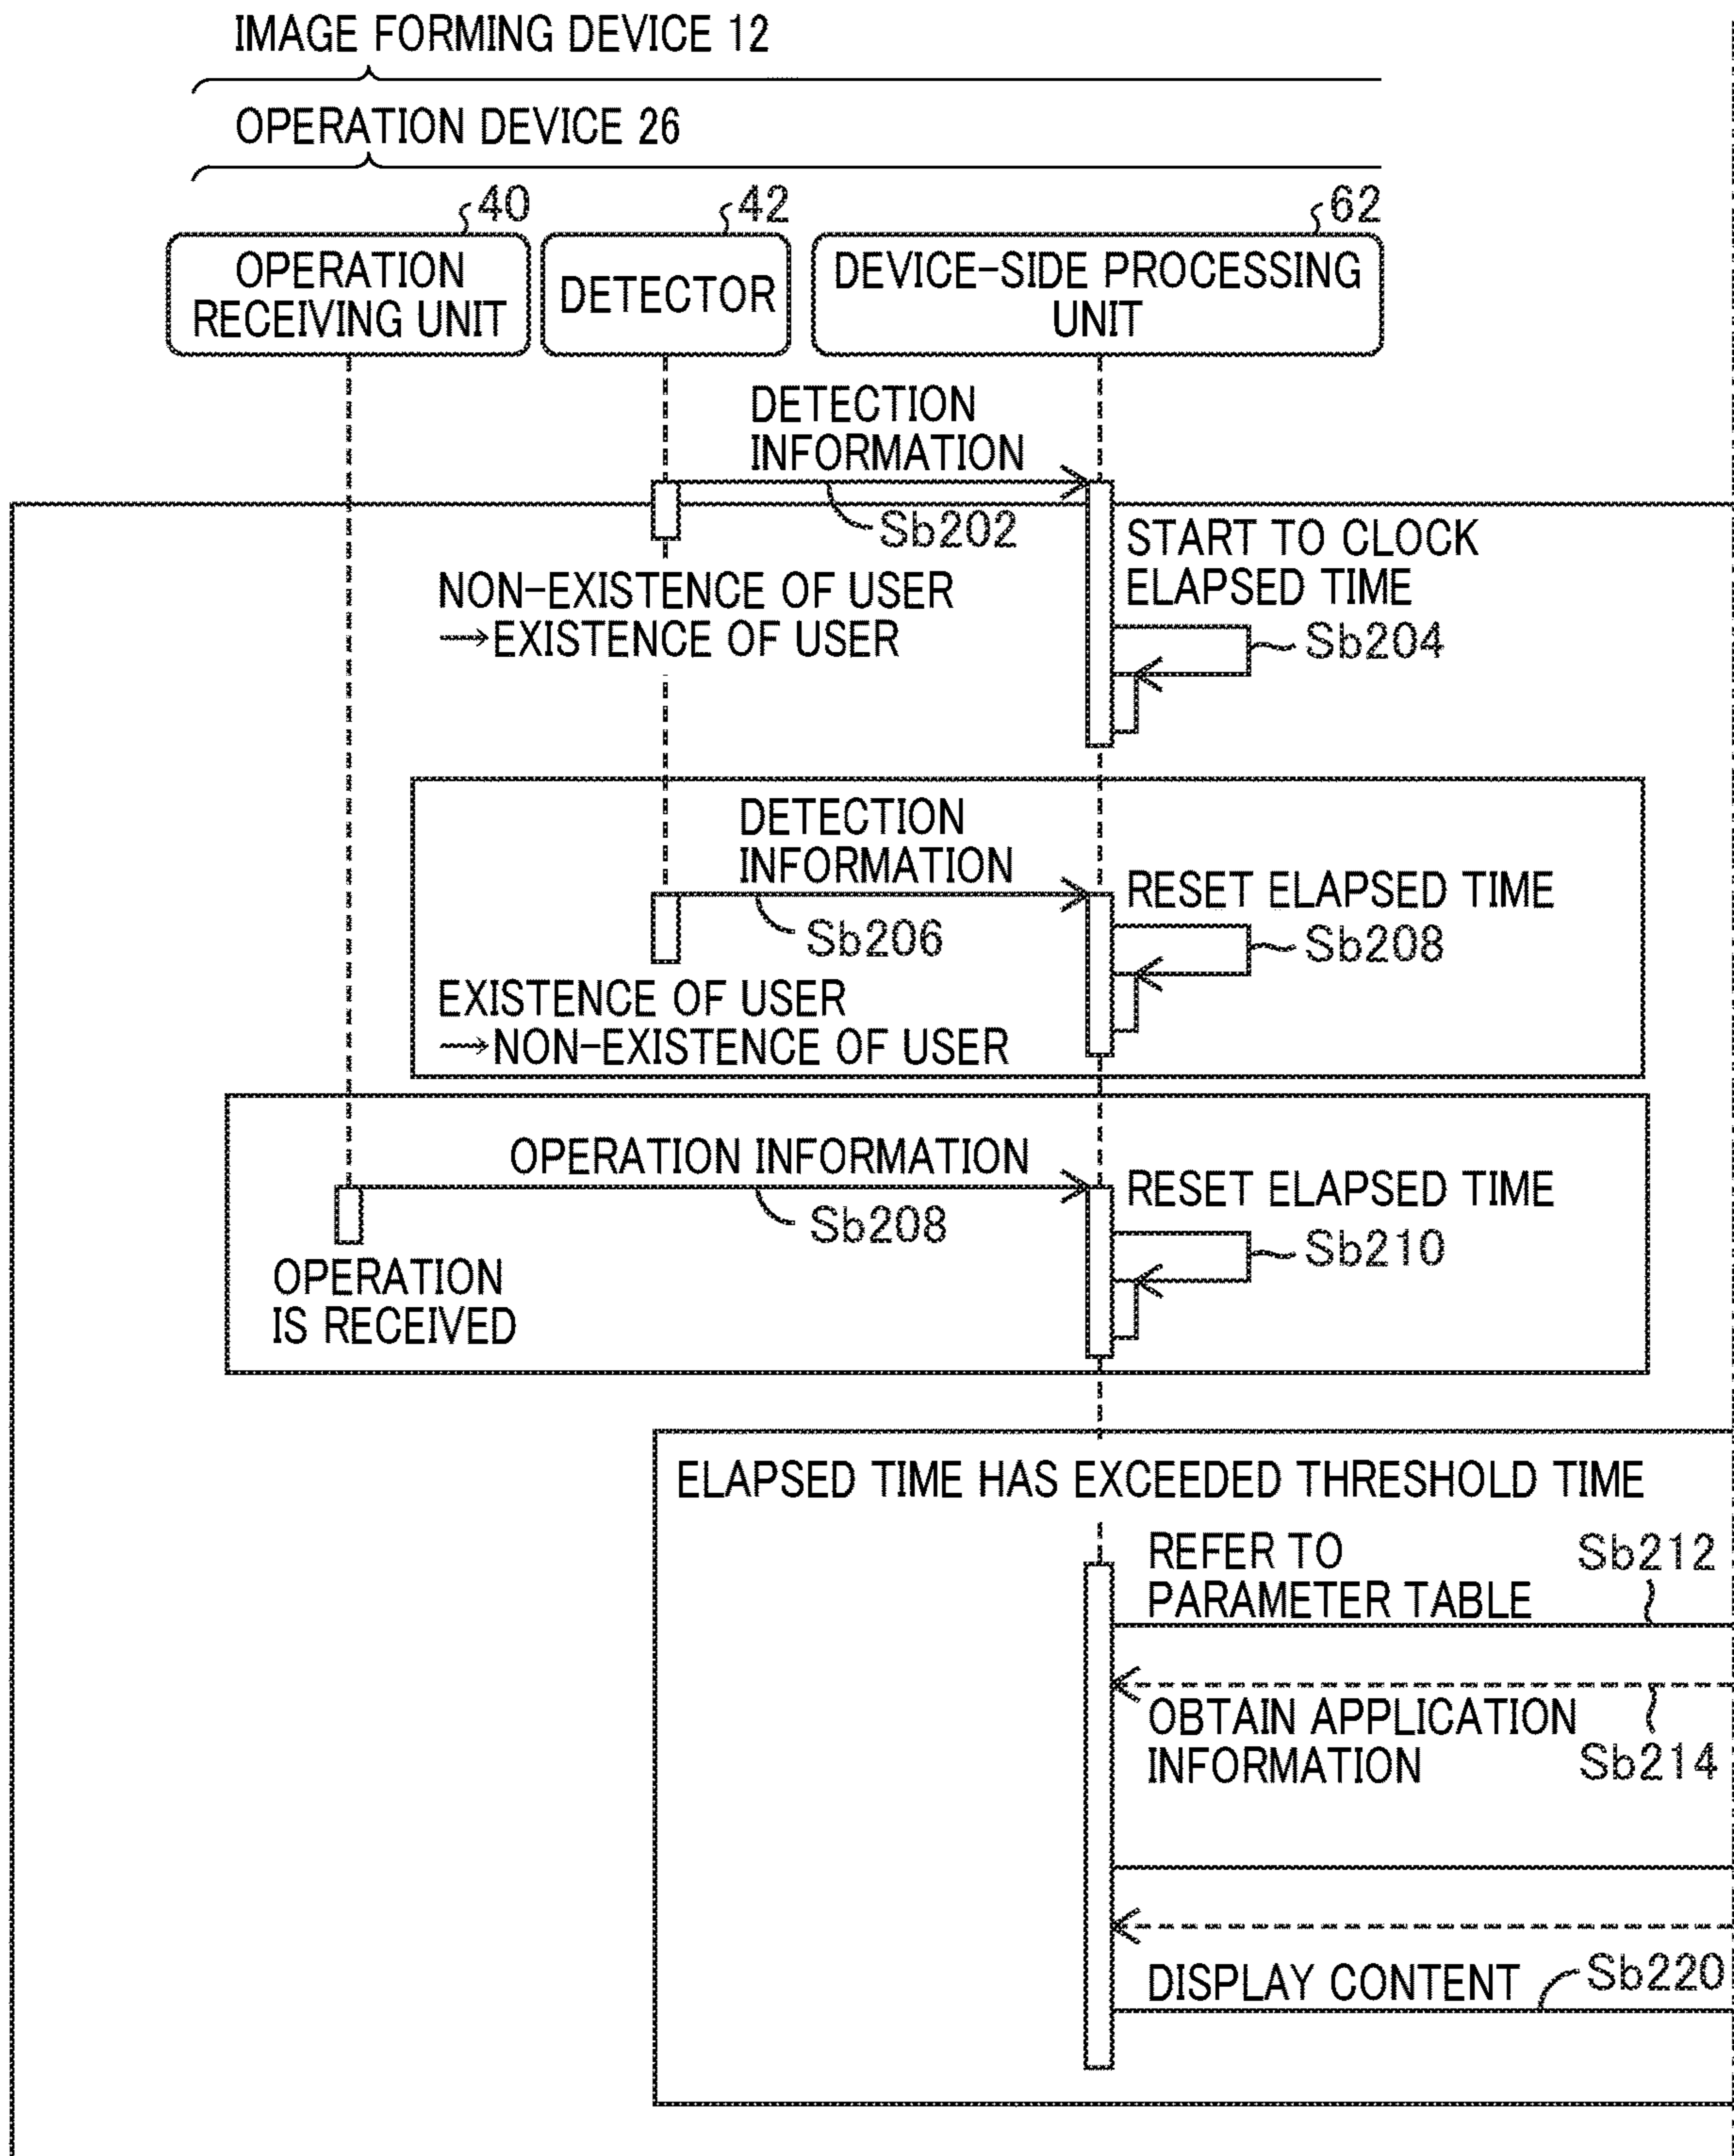 IMAGE FORMING DEVICE 12
OPERATION DEVICE 26
40
42
62
OPERATION
RECEIVING UNIT
DETECTOR
DEVICE-SIDE PROCESSING
UNIT
DETECTION
INFORMATION
Sb202
START TO CLOCK
ELAPSED TIME
NON-EXISTENCE OF USER
→EXISTENCE OF USER
Sb204
DETECTION
INFORMATION
RESET ELAPSED TIME
Sb206
Sb208
EXISTENCE OF USER
→NON-EXISTENCE OF USER
OPERATION INFORMATION
RESET ELAPSED TIME
Sb208
Sb210
OPERATION
IS RECEIVED
ELAPSED TIME HAS EXCEEDED THRESHOLD TIME
REFER TO
PARAMETER TABLE
Sb212
OBTAIN APPLICATION
INFORMATION
Sb214
DISPLAY CONTENT
Sb220